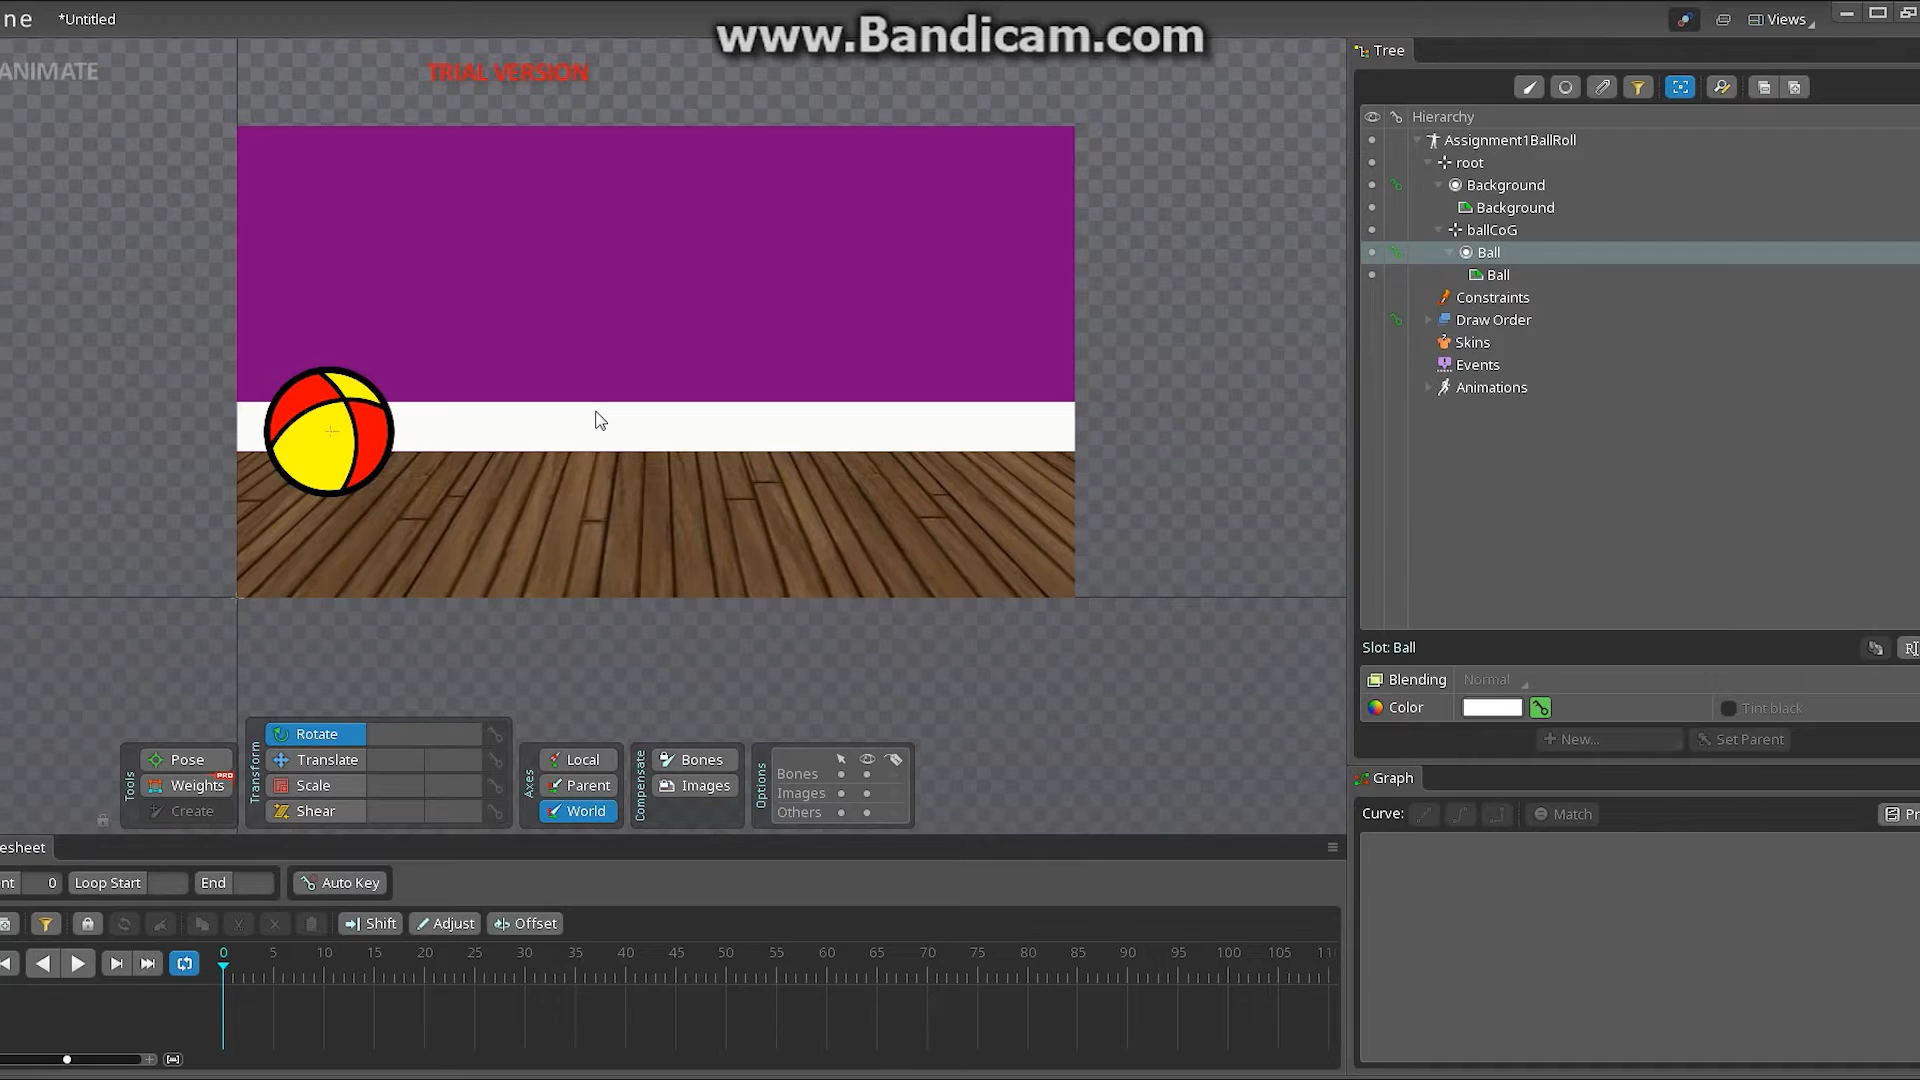 ne *Untitled
www.Bandicam.com
Views
ANIMATE
TRIAL VERSION
Tree
Hierarchy
Assignment1BallRoll
root
Background
Background
ballCoG
Ball
Ball
Constraints
Draw Order
Skins
Events
Animations
Slot: Ball
Blending Normal
Color Tint black
New... Set Parent
Tools
Pose
Weights PRO
Create
Transform
Rotate
Translate
Scale
Shear
Axes
Local
Parent
World
Compensate
Bones
Images
Options
Bones
Images
Others
Graph
Curve: Match Pr
esheet
nt 0 Loop Start End Auto Key
Shift Adjust Offset
0 5 10 15 20 25 30 35 40 45 50 55 60 65 70 75 80 85 90 95 100 105 11